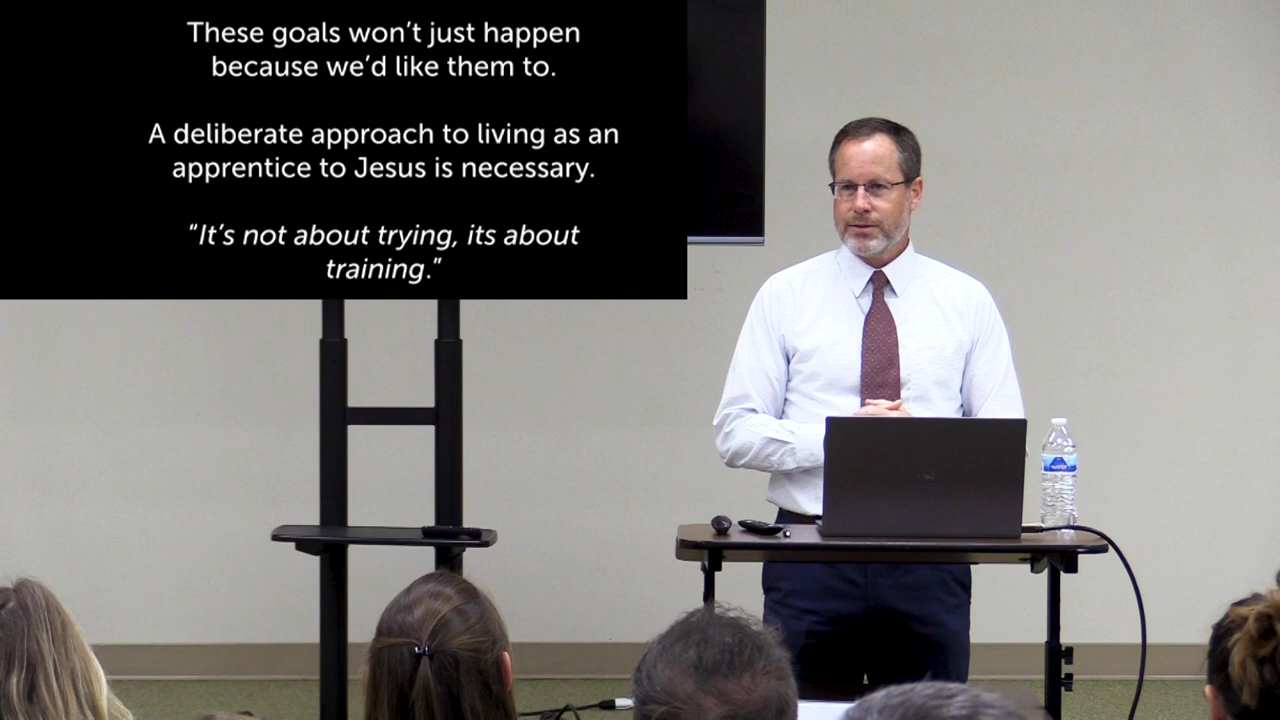 These goals won't just happen
because we'd like them to.
A deliberate approach to living as an
apprentice to Jesus is necessary.
"It's not about trying, its about
training."